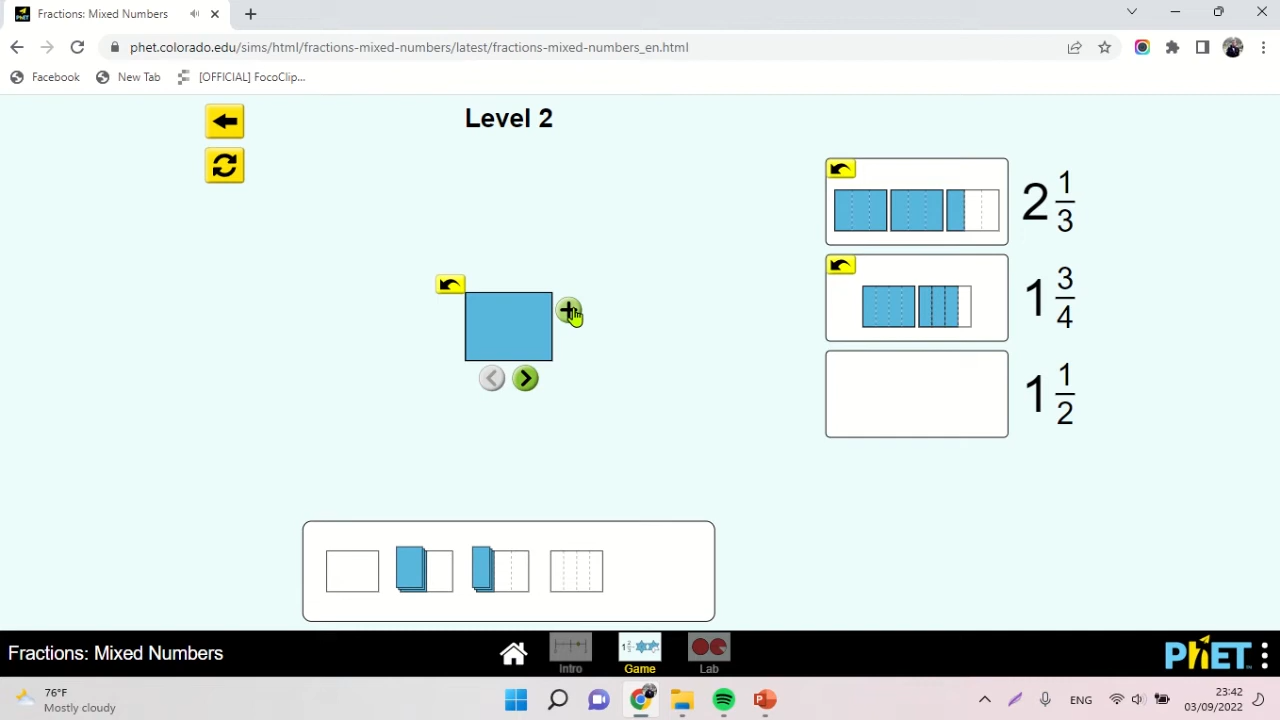 Fractions: Mixed Numbers
phet.colorado.edu/sims/html/fractions-mixed-numbers/latest/fractions-mixed-numbers_en.html
Facebook
New Tab
[OFFICIAL] FocoClip...
Level 2
2 1/3
1 3/4
1 1/2
Fractions: Mixed Numbers
Intro
Game
Lab
PhET
76°F
Mostly cloudy
ENG
23:42
03/09/2022